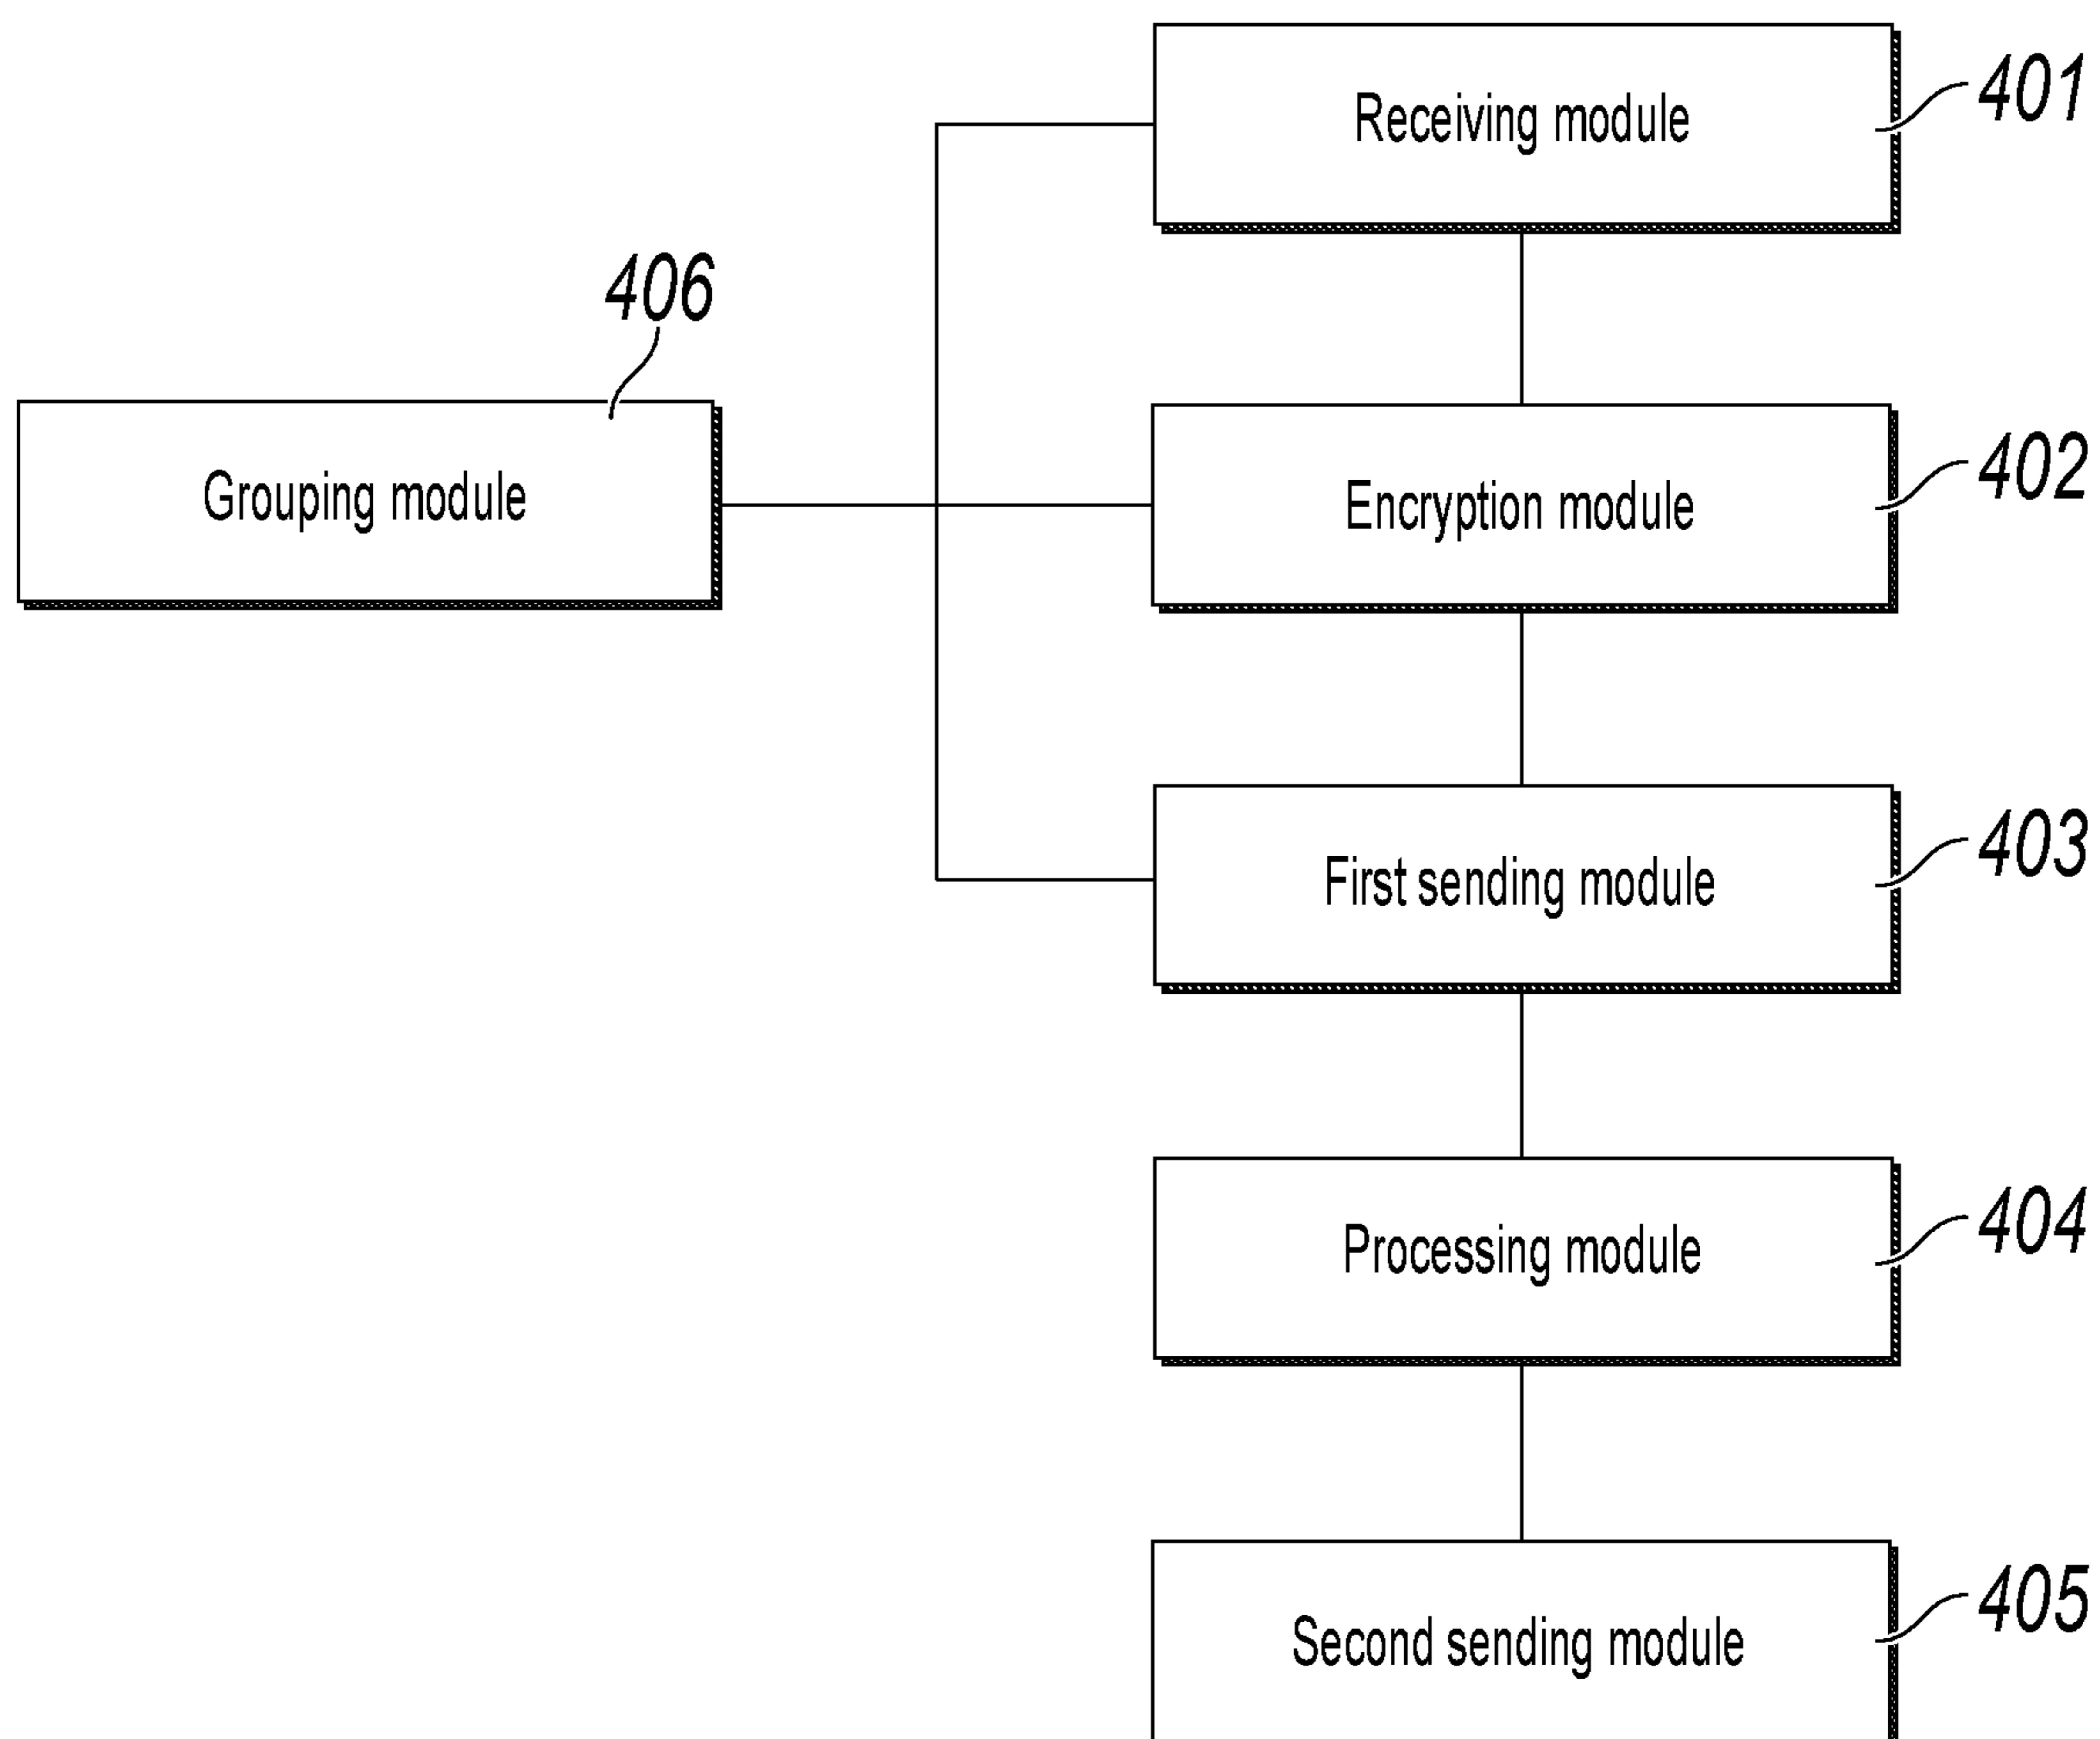 Receiving module
401
406
Grouping module
Encryption module
402
First sending module
403
Processing module
404
Second sending module
405